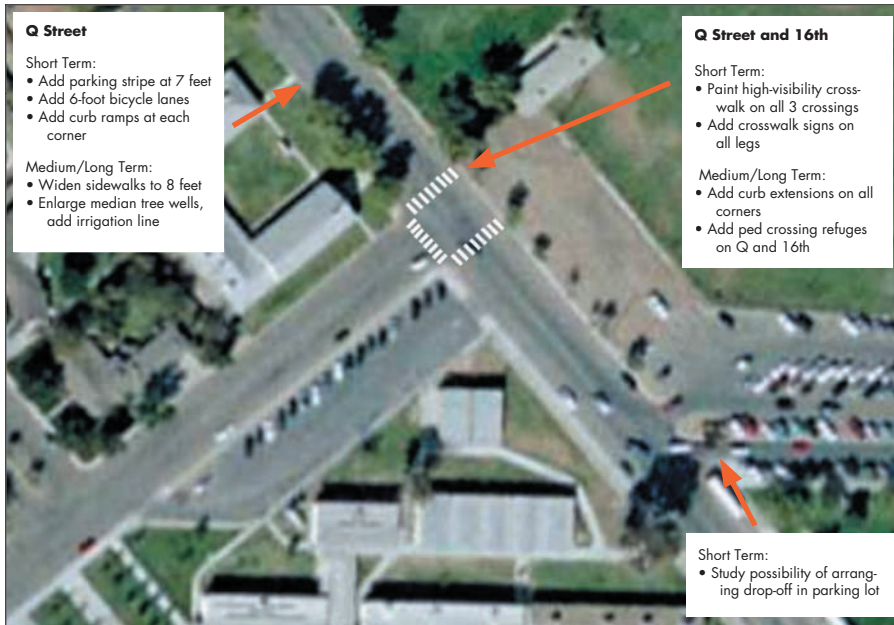 Q Street
Short Term:
• Add parking stripe at 7 feet
• Add 6-foot bicycle lanes
• Add curb ramps at each
corner
Medium/Long Term:
• Widen sidewalks to 8 feet
• Enlarge median tree wells,
add irrigation line
Q Street and 16th
Short Term:
• Paint high-visibility cross-
walk on all 3 crossings
• Add crosswalk signs on
all legs
Medium/Long Term:
• Add curb extensions on all
corners
• Add ped crossing refuges
on Q and 16th
Short Term:
• Study possibility of arrang-
ing drop-off in parking lot